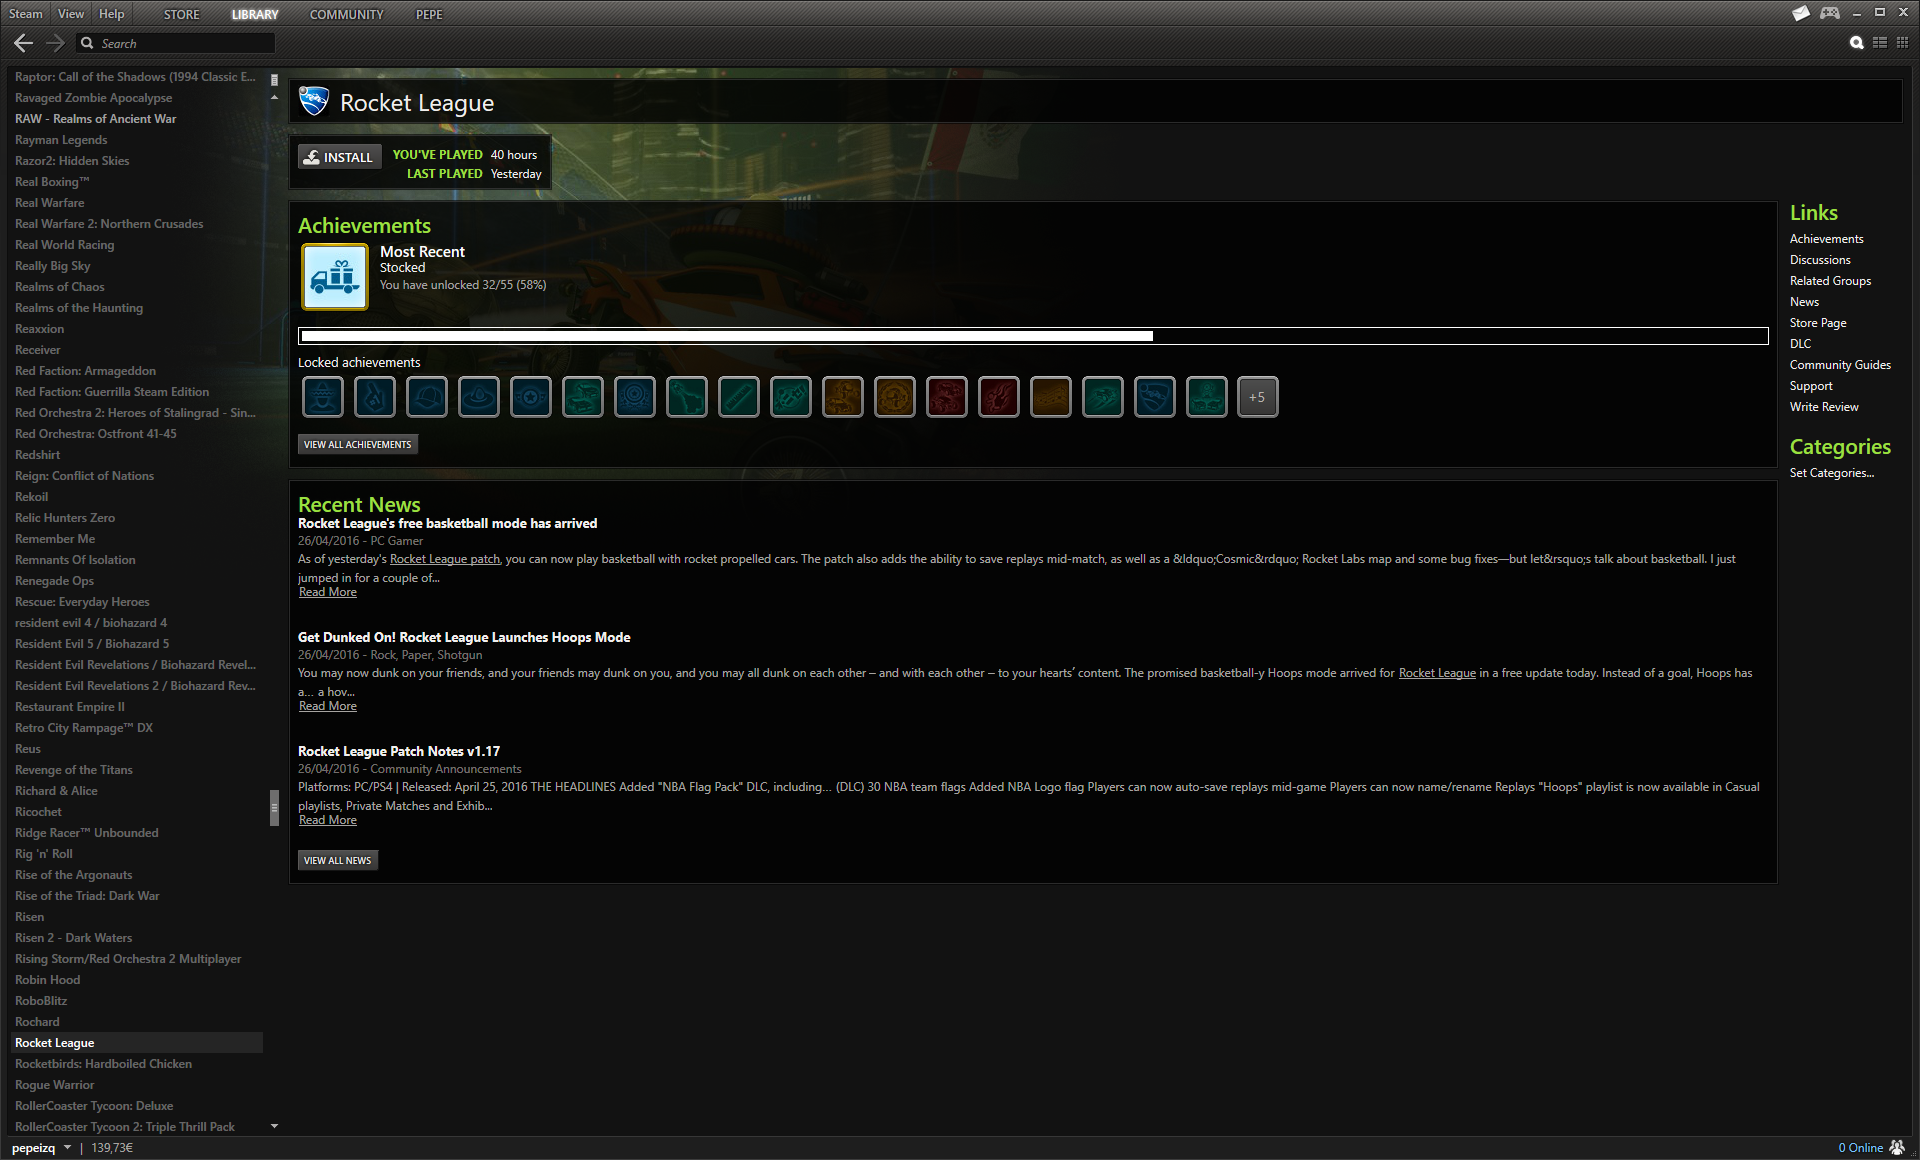 Steam View Help STORE LIBRARY COMMUNITY PEPE
Search
Raptor: Call of the Shadows (1994 Classic E...
Ravaged Zombie Apocalypse
RAW - Realms of Ancient War
Rayman Legends
Razor2: Hidden Skies
Real Boxing™
Real Warfare
Real Warfare 2: Northern Crusades
Real World Racing
Really Big Sky
Realms of Chaos
Realms of the Haunting
Reaxxion
Receiver
Red Faction: Armageddon
Red Faction: Guerrilla Steam Edition
Red Orchestra 2: Heroes of Stalingrad - Sin...
Red Orchestra: Ostfront 41-45
Redshirt
Reign: Conflict of Nations
Rekoil
Relic Hunters Zero
Remember Me
Remnants Of Isolation
Renegade Ops
Rescue: Everyday Heroes
resident evil 4 / biohazard 4
Resident Evil 5 / Biohazard 5
Resident Evil Revelations / Biohazard Revel...
Resident Evil Revelations 2 / Biohazard Rev...
Restaurant Empire II
Retro City Rampage™ DX
Reus
Revenge of the Titans
Richard & Alice
Ricochet
Ridge Racer™ Unbounded
Rig 'n' Roll
Rise of the Argonauts
Rise of the Triad: Dark War
Risen
Risen 2 - Dark Waters
Rising Storm/Red Orchestra 2 Multiplayer
Robin Hood
RoboBlitz
Rochard
Rocket League
Rocketbirds: Hardboiled Chicken
Rogue Warrior
RollerCoaster Tycoon: Deluxe
RollerCoaster Tycoon 2: Triple Thrill Pack
Rocket League
INSTALL
YOU'VE PLAYED 40 hours
LAST PLAYED Yesterday
Achievements
Most Recent
Stocked
You have unlocked 32/55 (58%)
Locked achievements
+5
VIEW ALL ACHIEVEMENTS
Recent News
Rocket League's free basketball mode has arrived
26/04/2016 - PC Gamer
As of yesterday's Rocket League patch, you can now play basketball with rocket propelled cars. The patch also adds the ability to save replays mid-match, as well as a &ldquo;Cosmic&rdquo; Rocket Labs map and some bug fixes—but let&rsquo;s talk about basketball. I just
jumped in for a couple of...
Read More
Get Dunked On! Rocket League Launches Hoops Mode
26/04/2016 - Rock, Paper, Shotgun
You may now dunk on your friends, and your friends may dunk on you, and you may all dunk on each other – and with each other – to your hearts’ content. The promised basketball-y Hoops mode arrived for Rocket League in a free update today. Instead of a goal, Hoops has
a… a hov...
Read More
Rocket League Patch Notes v1.17
26/04/2016 - Community Announcements
Platforms: PC/PS4 | Released: April 25, 2016 THE HEADLINES Added "NBA Flag Pack" DLC, including... (DLC) 30 NBA team flags Added NBA Logo flag Players can now auto-save replays mid-game Players can now name/rename Replays "Hoops" playlist is now available in Casual
playlists, Private Matches and Exhib...
Read More
VIEW ALL NEWS
Links
Achievements
Discussions
Related Groups
News
Store Page
DLC
Community Guides
Support
Write Review
Categories
Set Categories...
pepeizq | 139,73€
0 Online